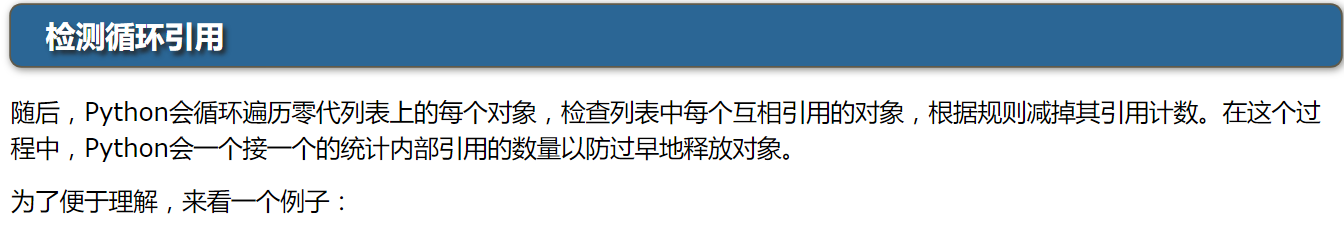 检测循环引用
随后，Python会循环遍历零代列表上的每个对象，检查列表中每个互相引用的对象，根据规则减掉其引用计数。在这个过
程中，Python会一个接一个的统计内部引用的数量以防过早地释放对象。
为了便于理解，来看一个例子：